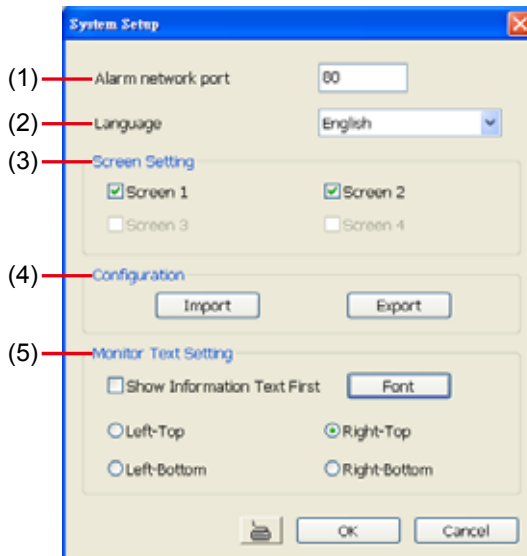 System Setup
(1) Alarm network port 80
(2) Language English
(3) Screen Setting
Screen 1 Screen 2
Screen 3 Screen 4
(4) Configuration
Import Export
(5) Monitor Text Setting
Show Information Text First Font
Left-Top Right-Top
Left-Bottom Right-Bottom
OK Cancel